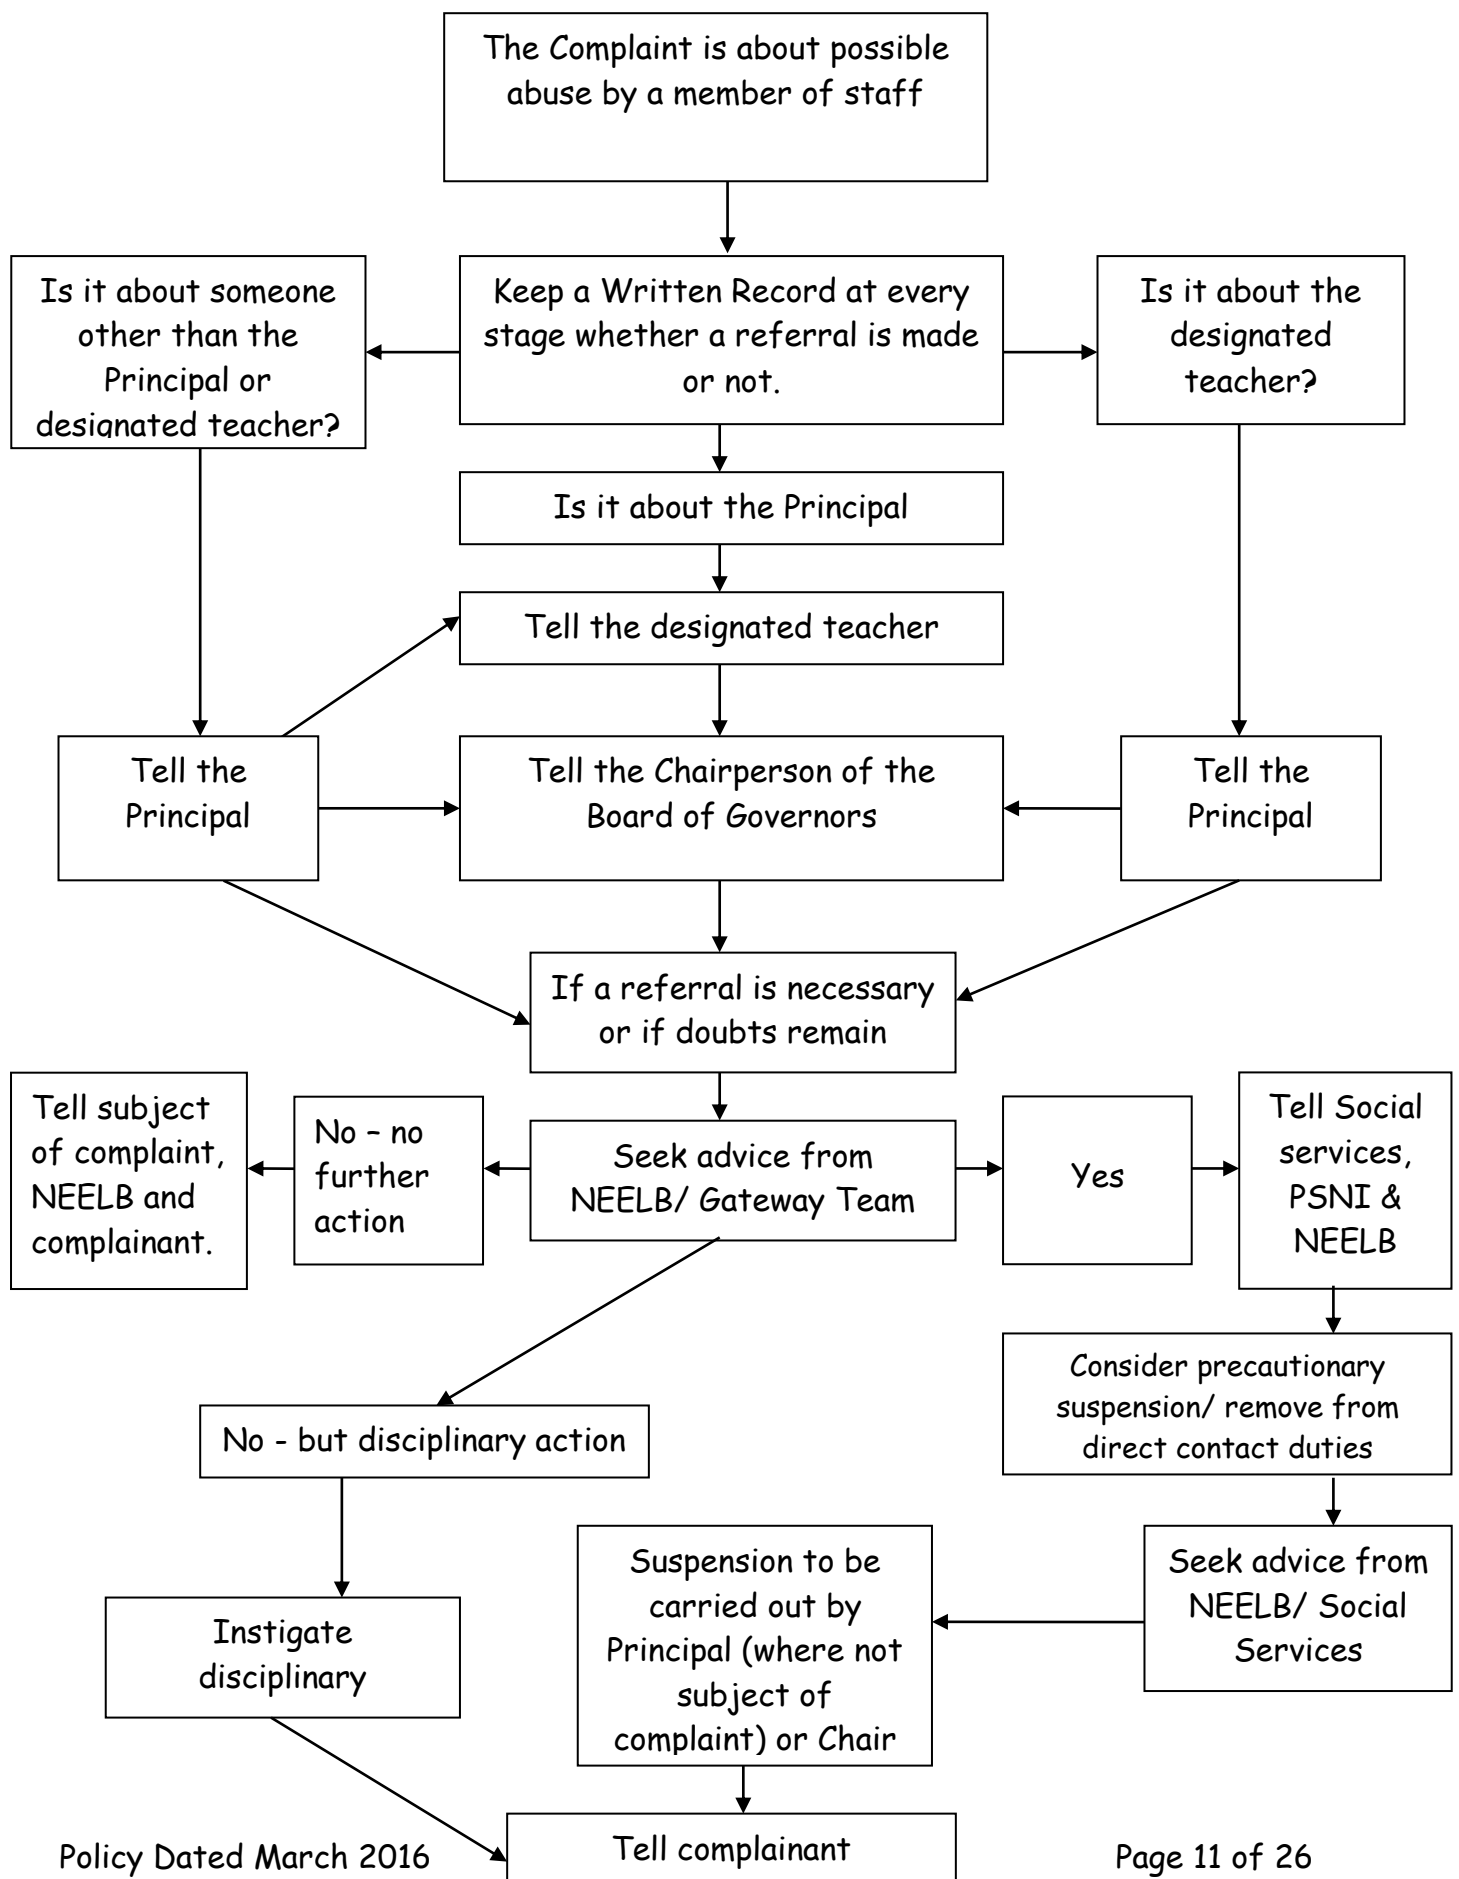 The Complaint is about possible
abuse by a member of staff
Is it about someone
other than the
Principal or
designated teacher?
Keep a Written Record at every
stage whether a referral is made
or not.
Is it about the
designated
teacher?
Is it about the Principal
Tell the designated teacher
Tell the
Principal
Tell the Chairperson of the
Board of Governors
Tell the
Principal
If a referral is necessary
or if doubts remain
Tell subject
of complaint,
NEELB and
complainant.
No – no
further
action
Seek advice from
NEELB/ Gateway Team
Yes
Tell Social
services,
PSNI &
NEELB
Consider precautionary
suspension/ remove from
direct contact duties
No - but disciplinary action
Suspension to be
carried out by
Principal (where not
subject of
complaint) or Chair
Seek advice from
NEELB/ Social
Services
Instigate
disciplinary
Tell complainant
Policy Dated March 2016
Page 11 of 26